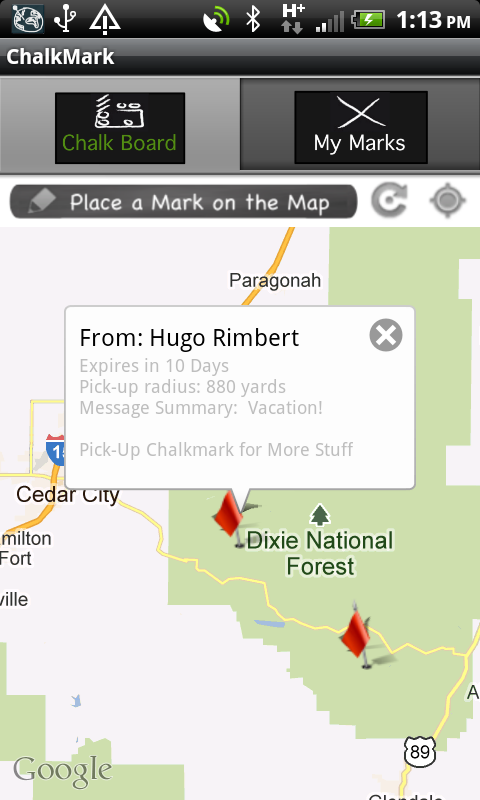 H+
1:13 PM
ChalkMark
Chalk Board
My Marks
Place a Mark on the Map
Paragonah
From: Hugo Rimbert
Expires in 10 Days
Pick-up radius: 880 yards
Message Summary:  Vacation!
Pick-Up Chalkmark for More Stuff
15
Cedar City
milton
Fort
ville
Dixie National
Forest
A
89
Google